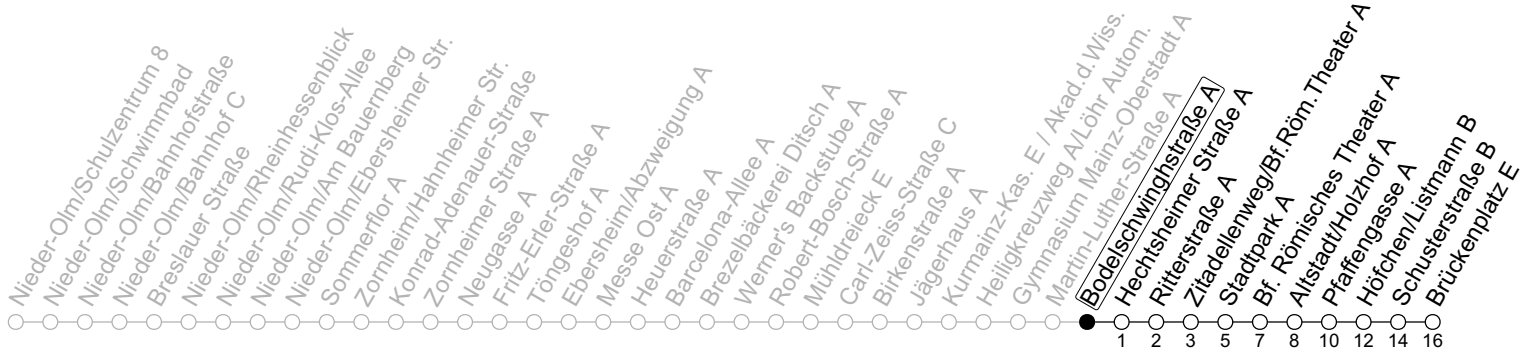 Nieder-Olm/Schulzentrum 8
Nieder-Olm/Schwimmbad
Nieder-Olm/Bahnhofstraße
Nieder-Olm/Bahnhof C
Breslauer Straße
Nieder-Olm/Rheinhessenblick
Nieder-Olm/Rudi-Klos-Allee
Nieder-Olm/Am Bauernberg
Nieder-Olm/Ebersheimer Str.
Sommerflor A
Zornheim/Hahnheimer Str.
Konrad-Adenauer-Straße
Zornheimer Straße A
Neugasse A
Fritz-Erler-Straße A
Töngeshof A
Ebersheim/Abzweigung A
Messe Ost A
Heuerstraße A
Barcelona-Allee A
Brezelbäckerei Ditsch A
Werner's Backstube A
Robert-Bosch-Straße A
Mühldreieck E
Carl-Zeiss-Straße C
Birkenstraße A
Jägerhaus A
Kurmainz-Kas. E / Akad.d.Wiss.
Heiligkreuzweg A/Löhr Autom.
Gymnasium Mainz-Oberstadt A
Martin-Luther-Straße A
Bodelschwinghstraße A
Hechtsheimer Straße A
Ritterstraße A
Zitadellenweg/Bf.Röm.Theater A
Stadtpark A
Bf. Römisches Theater A
Altstadt/Holzhof A
Pfaffengasse A
Höfchen/Listmann B
Schusterstraße B
Brückenplatz E
1 2 3 5 7 8 10 12 14 16